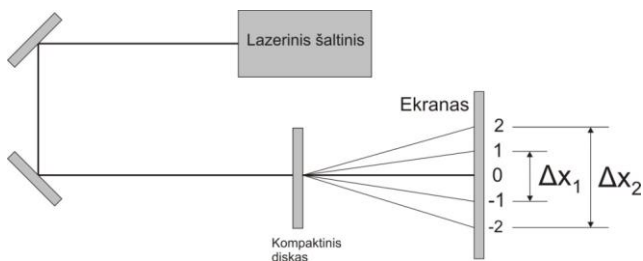 Lazerinis šaltinis
Ekranas
2
1
0
-1
-2
Δx₁
Δx₂
Kompaktinis
diskas